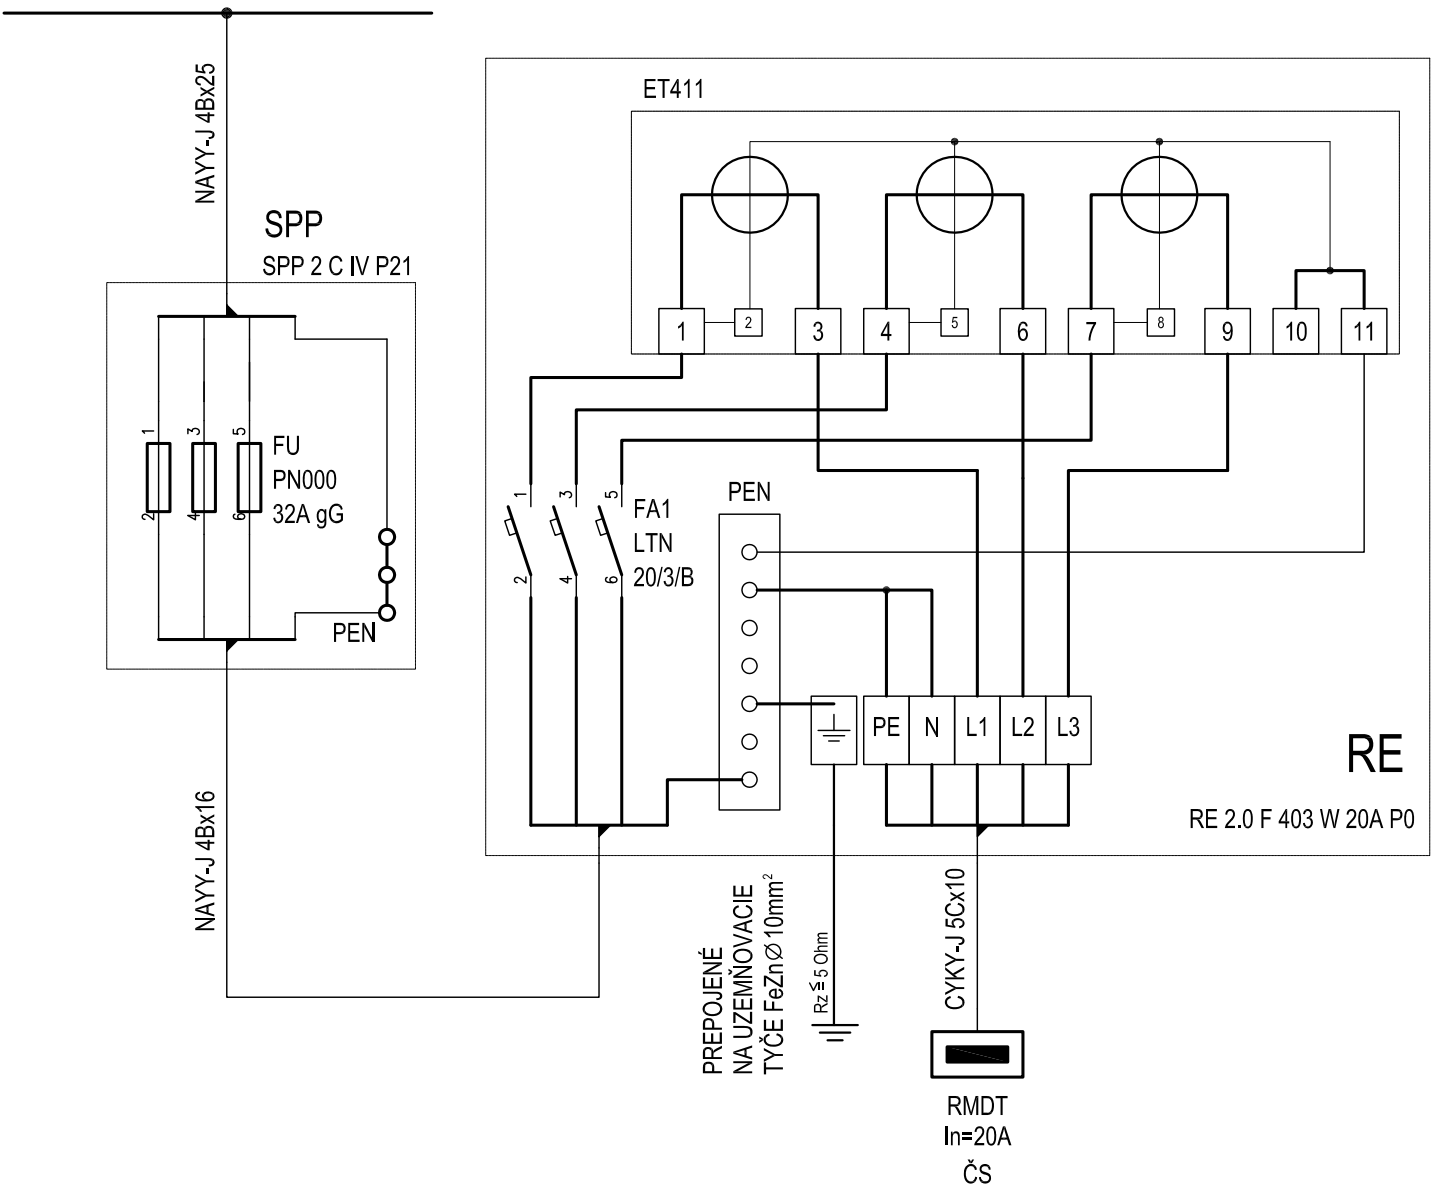 NAYY-J 4Bx25
SPP
SPP 2 C IV P21
1
3
5
FU
PN000
32A gG
2
4
6
PEN
NAYY-J 4Bx16
ET411
1
2
3
4
5
6
7
8
9
10
11
1
3
5
FA1
LTN
20/3/B
2
4
6
PEN
PE
N
L1
L2
L3
RE
RE 2.0 F 403 W 20A P0
PREPOJENÉ
NA UZEMŇOVACIE
TYČE FeZnØ10mm²
Rz ≦ 5 Ohm
CYKY-J 5Cx10
RMDT
In=20A
ČS